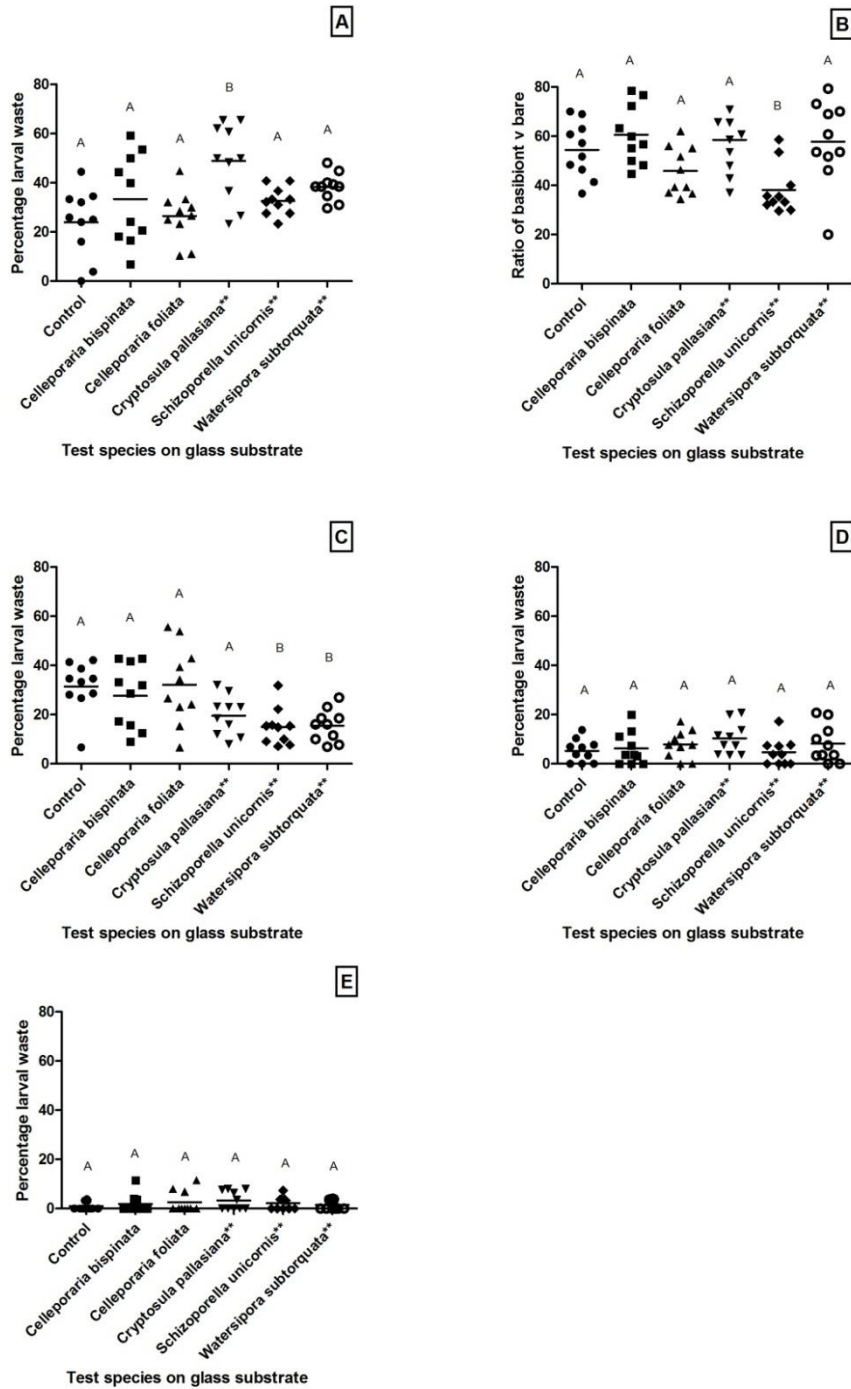 A
80
60
40
20
0
Percentage larval waste
A
A
A
B
A
A
Control
Celleporaria bispinata
Celleporaria foliata
Cryptosula pallasiana**
Schizoporella unicornis**
Watersipora subtorquata**
Test species on glass substrate
B
80
60
40
20
0
Ratio of basibiont v bare
A
A
A
A
B
A
Control
Celleporaria bispinata
Celleporaria foliata
Cryptosula pallasiana**
Schizoporella unicornis**
Watersipora subtorquata**
Test species on glass substrate
C
80
60
40
20
0
Percentage larval waste
A
A
A
A
B
B
Control
Celleporaria bispinata
Celleporaria foliata
Cryptosula pallasiana**
Schizoporella unicornis**
Watersipora subtorquata**
Test species on glass substrate
D
80
60
40
20
0
Percentage larval waste
A
A
A
A
A
A
Control
Celleporaria bispinata
Celleporaria foliata
Cryptosula pallasiana**
Schizoporella unicornis**
Watersipora subtorquata**
Test species on glass substrate
E
80
60
40
20
0
Percentage larval waste
A
A
A
A
A
A
Control
Celleporaria bispinata
Celleporaria foliata
Cryptosula pallasiana**
Schizoporella unicornis**
Watersipora subtorquata**
Test species on glass substrate